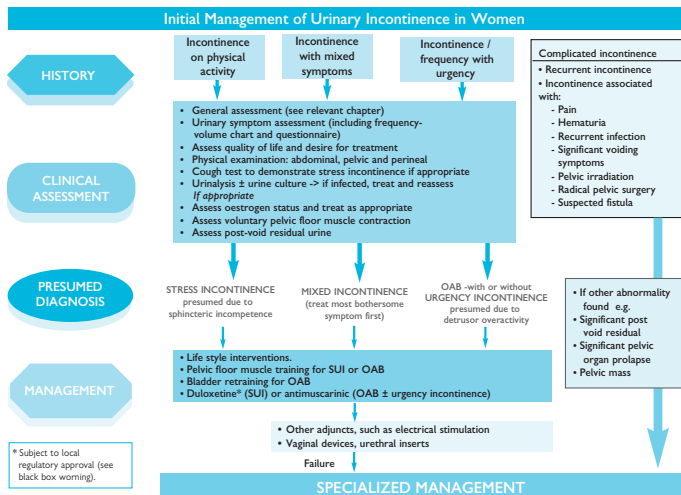 Initial Management of Urinary Incontinence in Women
HISTORY
Incontinence
on physical
activity
Incontinence
with mixed
symptoms
Incontinence /
frequency with
urgency
Complicated incontinence
• Recurrent incontinence
• Incontinence associated
with:
- Pain
- Hematuria
- Recurrent infection
- Significant voiding
symptoms
- Pelvic irradiation
- Radical pelvic surgery
- Suspected fistula
CLINICAL
ASSESSMENT
• General assessment (see relevant chapter)
• Urinary symptom assessment (including frequency-
volume chart and questionnaire)
• Assess quality of life and desire for treatment
• Physical examination: abdominal, pelvic and perineal
• Cough test to demonstrate stress incontinence if appropriate
• Urinalysis ± urine culture -> if infected, treat and reassess
If appropriate
• Assess oestrogen status and treat as appropriate
• Assess voluntary pelvic floor muscle contraction
• Assess post-void residual urine
PRESUMED
DIAGNOSIS
STRESS INCONTINENCE
presumed due to
sphincteric incompetence
MIXED INCONTINENCE
(treat most bothersome
symptom first)
OAB -with or without
URGENCY INCONTINENCE
presumed due to
detrusor overactivity
• If other abnormality
found e.g.
• Significant post
void residual
• Significant pelvic
organ prolapse
• Pelvic mass
MANAGEMENT
• Life style interventions.
• Pelvic floor muscle training for SUI or OAB
• Bladder retraining for OAB
• Duloxetine* (SUI) or antimuscarinic (OAB ± urgency incontinence)
• Other adjuncts, such as electrical stimulation
• Vaginal devices, urethral inserts
* Subject to local
regulatory approval (see
black box worning).
Failure
SPECIALIZED MANAGEMENT